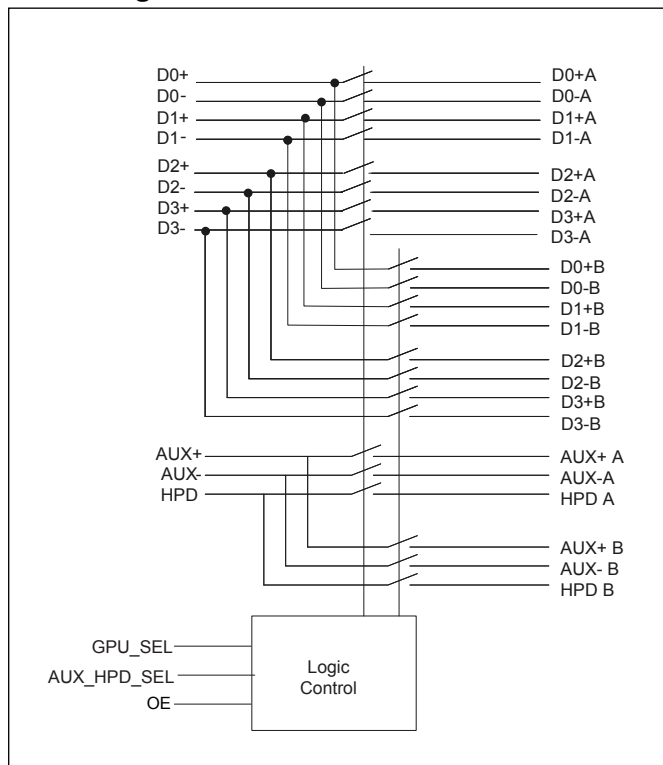 D0+ D0+A
D0- D0-A
D1+ D1+A
D1- D1-A
D2+ D2+A
D2- D2-A
D3+ D3+A
D3- D3-A
D0+B
D0-B
D1+B
D1-B
D2+B
D2-B
D3+B
D3-B
AUX+ AUX+ A
AUX- AUX-A
HPD HPD A
AUX+ B
AUX- B
HPD B
GPU_SEL
AUX_HPD_SEL
OE
Logic
Control